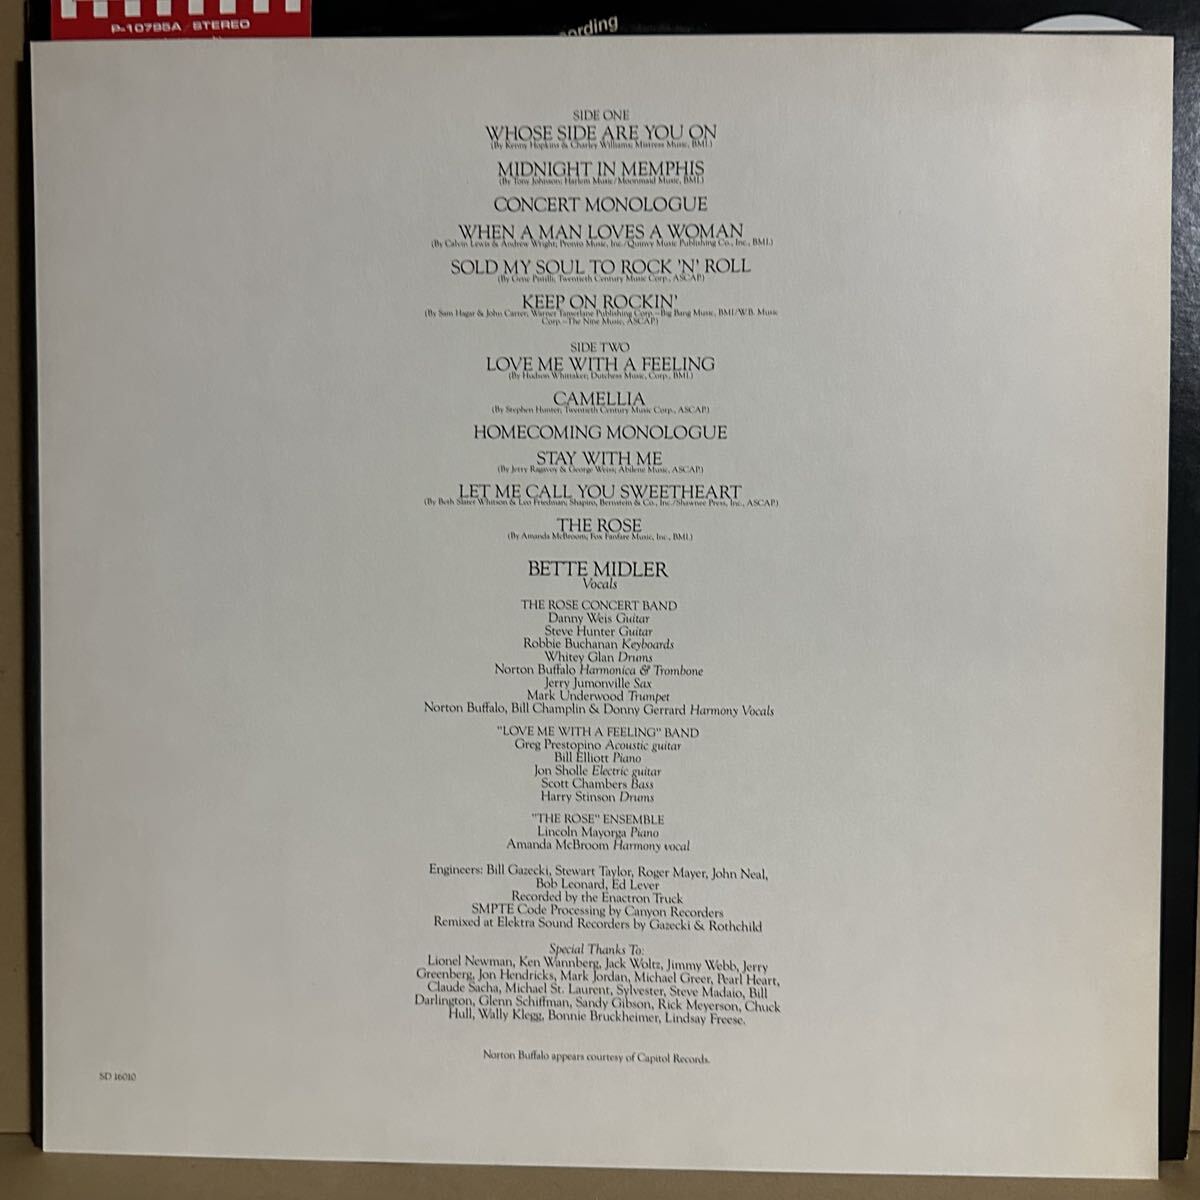 P-10795A / STEREO
ording
SIDE ONE
WHOSE SIDE ARE YOU ON
(By Kenny Hopkins & Charley Williams; Mistress Music, BMI.)
MIDNIGHT IN MEMPHIS
(By Tony Johnson; Harlem Music/Moonmaid Music, BMI.)
CONCERT MONOLOGUE
WHEN A MAN LOVES A WOMAN
(By Calvin Lewis & Andrew Wright; Pronto Music, Inc./Quinvy Music Publishing Co., Inc., BMI.)
SOLD MY SOUL TO ROCK 'N' ROLL
(By Gene Pistilli; Twentieth Century Music Corp., ASCAP.)
KEEP ON ROCKIN'
(By Sam Hagar & John Carter; Warner Tamerlane Publishing Corp.–Big Bang Music, BMI/W.B. Music
Corp.–The Nine Music, ASCAP.)
SIDE TWO
LOVE ME WITH A FEELING
(By Hudson Whittaker; Dutchess Music, Corp., BMI.)
CAMELLIA
(By Stephen Hunter; Twentieth Century Music Corp., ASCAP.)
HOMECOMING MONOLOGUE
STAY WITH ME
(By Jerry Ragavoy & George Weiss; Abilene Music, ASCAP.)
LET ME CALL YOU SWEETHEART
(By Beth Slater Whitson & Leo Friedman; Shapiro, Bernstein & Co., Inc./Shawnee Press, Inc., ASCAP.)
THE ROSE
(By Amanda McBroom; Fox Fanfare Music, Inc., BMI.)
BETTE MIDLER
Vocals
THE ROSE CONCERT BAND
Danny Weis Guitar
Steve Hunter Guitar
Robbie Buchanan Keyboards
Whitey Glan Drums
Norton Buffalo Harmonica & Trombone
Jerry Jumonville Sax
Mark Underwood Trumpet
Norton Buffalo, Bill Champlin & Donny Gerrard Harmony Vocals
"LOVE ME WITH A FEELING" BAND
Greg Prestopino Acoustic guitar
Bill Elliott Piano
Jon Sholle Electric guitar
Scott Chambers Bass
Harry Stinson Drums
"THE ROSE" ENSEMBLE
Lincoln Mayorga Piano
Amanda McBroom Harmony vocal
Engineers: Bill Gazecki, Stewart Taylor, Roger Mayer, John Neal,
Bob Leonard, Ed Lever
Recorded by the Enactron Truck
SMPTE Code Processing by Canyon Recorders
Remixed at Elektra Sound Recorders by Gazecki & Rothchild
Special Thanks To:
Lionel Newman, Ken Wannberg, Jack Woltz, Jimmy Webb, Jerry
Greenberg, Jon Hendricks, Mark Jordan, Michael Greer, Pearl Heart,
Claude Sacha, Michael St. Laurent, Sylvester, Steve Madaio, Bill
Darlington, Glenn Schiffman, Sandy Gibson, Rick Meyerson, Chuck
Hull, Wally Klegg, Bonnie Bruckheimer, Lindsay Freese.
Norton Buffalo appears courtesy of Capitol Records.
SD 16010